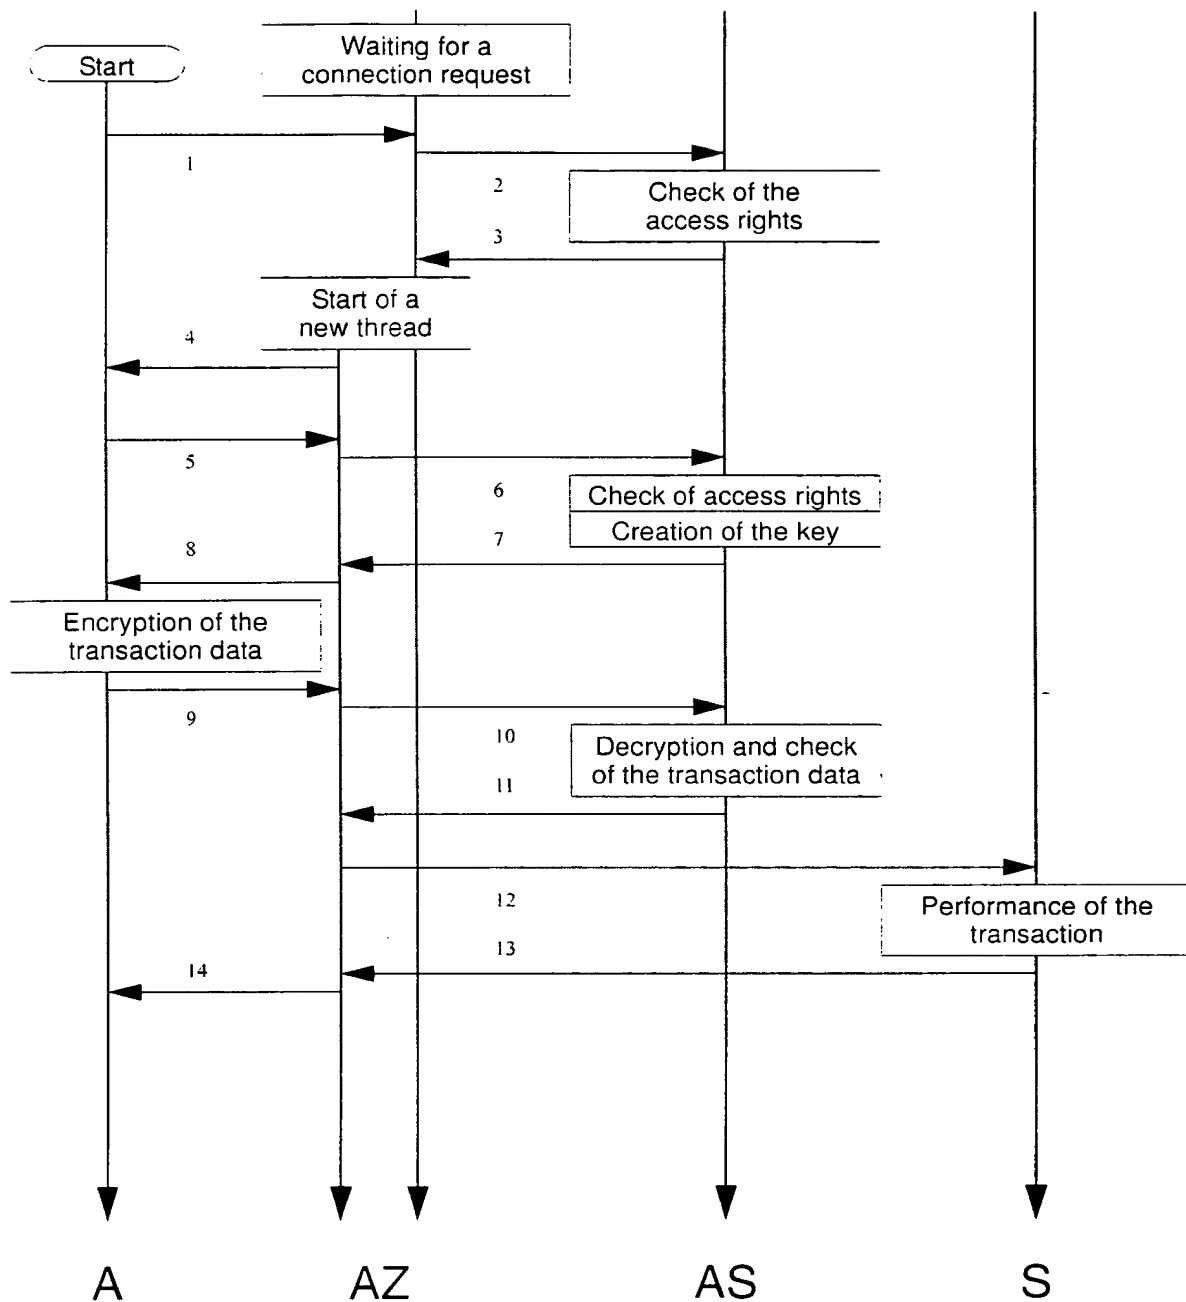 Waiting for a
connection request
Start
1
2
Check of the
access rights
3
Start of a
new thread
4
5
6
Check of access rights
Creation of the key
7
8
Encryption of the
transaction data
9
10
Decryption and check
of the transaction data
11
12
Performance of the
transaction
13
14
A
AZ
AS
S